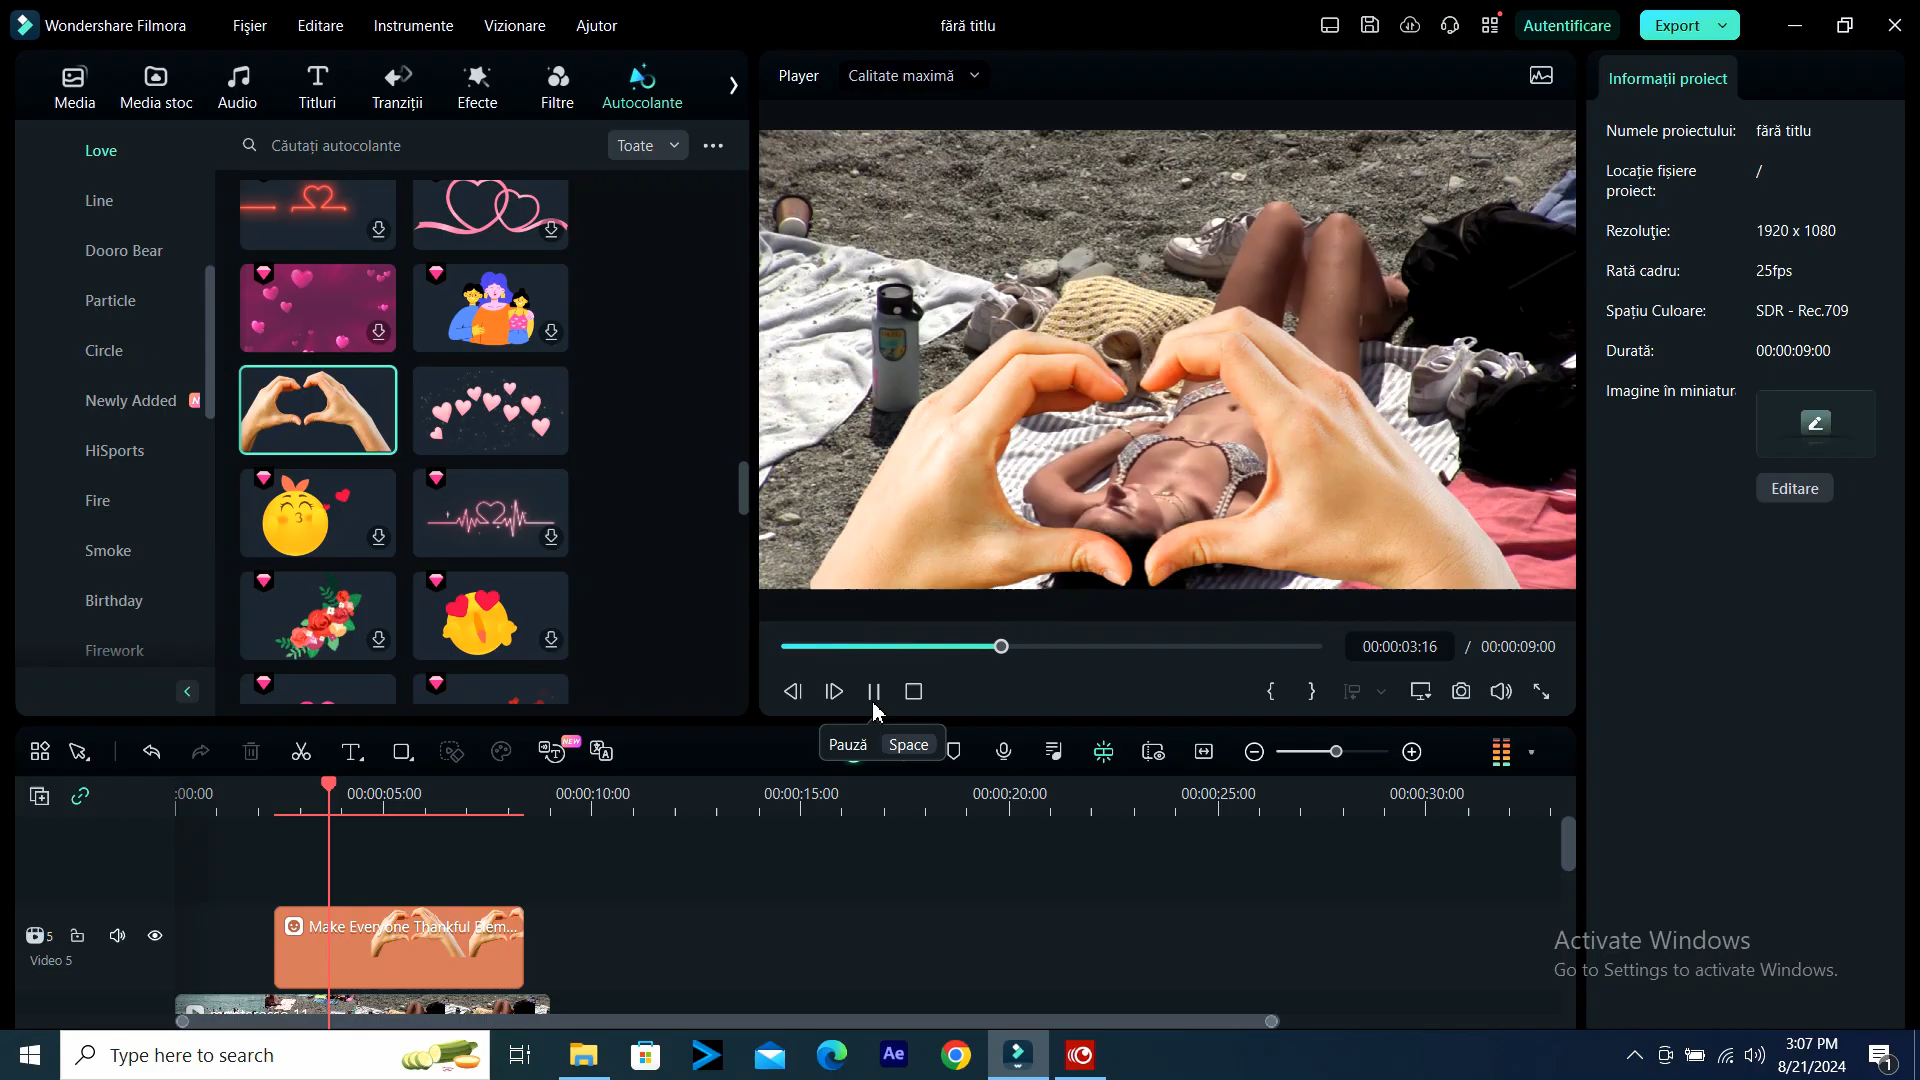 Wondershare Filmora
Fișier
Editare
Instrumente
Vizionare
Ajutor
fără titlu
Autentificare
Export
Media
Media stoc
Audio
Titluri
Tranziții
Efecte
Filtre
Autocolante
Love
Line
Dooro Bear
Particle
Circle
Newly Added
HiSports
Fire
Smoke
Birthday
Firework
Căutați autocolante
Toate
Player
Calitate maximă
00:00:03:16 / 00:00:09:00
Pauză Space
Informații proiect
Numele proiectului: fără titlu
Locație fișiere proiect: /
Rezoluție: 1920 x 1080
Rată cadru: 25fps
Spațiu Culoare: SDR - Rec.709
Durată: 00:00:09:00
Imagine în miniatur
Editare
NEW
:00:00 00:00:05:00 00:00:10:00 00:00:15:00 00:00:20:00 00:00:25:00 00:00:30:00
5
Video 5
Make Everyone Thankful Elem...
Activate Windows
Go to Settings to activate Windows.
Type here to search
Ae
3:07 PM
8/21/2024
1